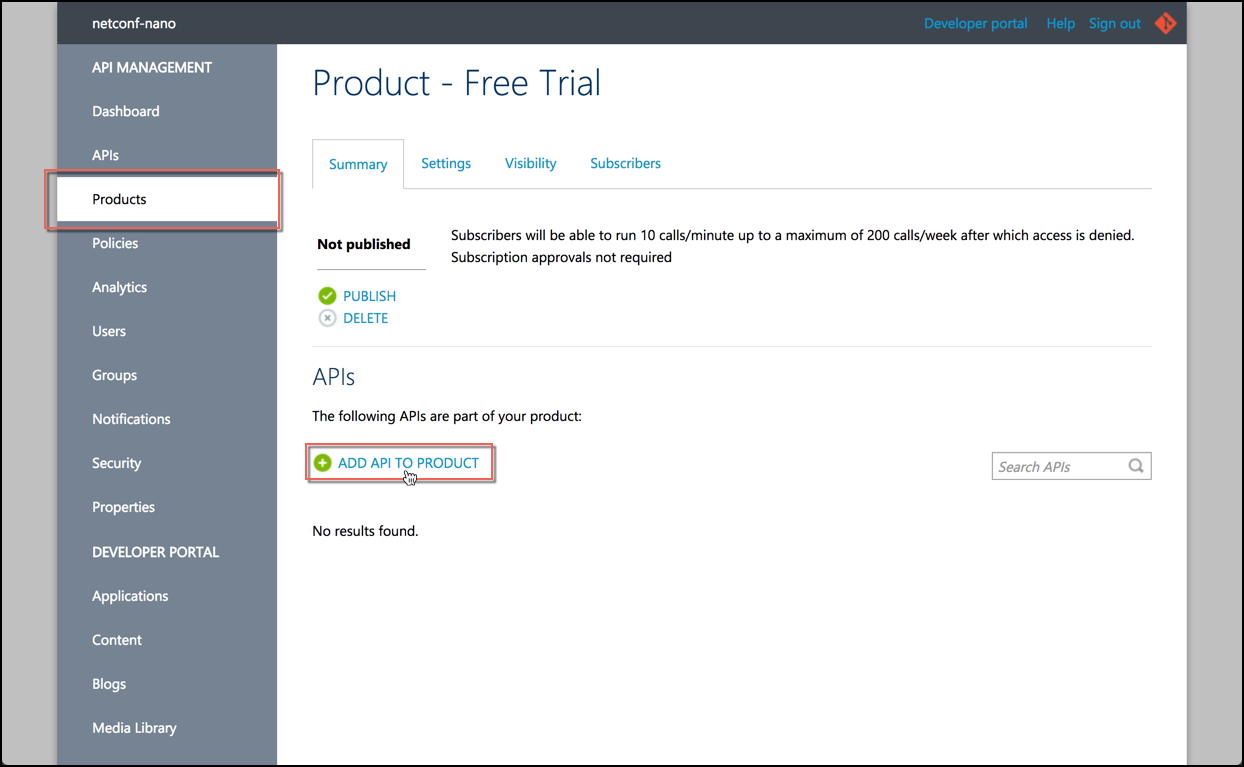 netconf-nano
Developer portal
Help
Sign out
API MANAGEMENT
Dashboard
APIs
Products
Policies
Analytics
Users
Groups
Notifications
Security
Properties
DEVELOPER PORTAL
Applications
Content
Blogs
Media Library
Product - Free Trial
Summary
Settings
Visibility
Subscribers
Not published
Subscribers will be able to run 10 calls/minute up to a maximum of 200 calls/week after which access is denied.
Subscription approvals not required
PUBLISH
DELETE
APIs
The following APIs are part of your product:
ADD API TO PRODUCT
Search APIs
No results found.